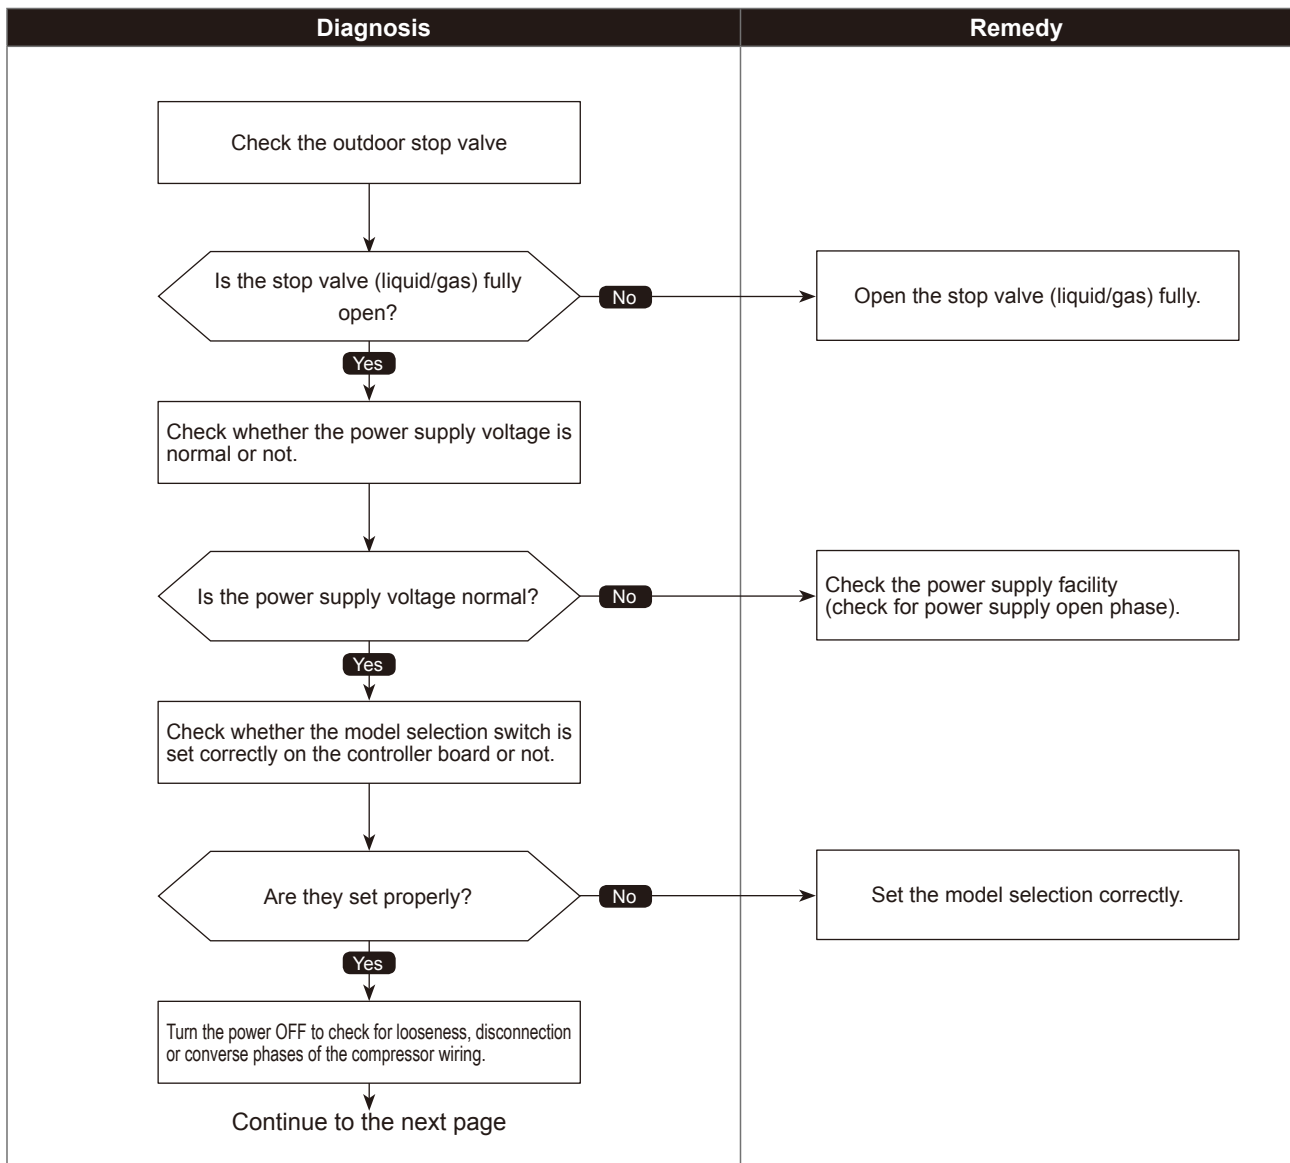 Diagnosis
Remedy
Check the outdoor stop valve
Is the stop valve (liquid/gas) fully
open?
No
Open the stop valve (liquid/gas) fully.
Yes
Check whether the power supply voltage is
normal or not.
Is the power supply voltage normal?
No
Check the power supply facility
(check for power supply open phase).
Yes
Check whether the model selection switch is
set correctly on the controller board or not.
Are they set properly?
No
Set the model selection correctly.
Yes
Turn the power OFF to check for looseness, disconnection
or converse phases of the compressor wiring.
Continue to the next page